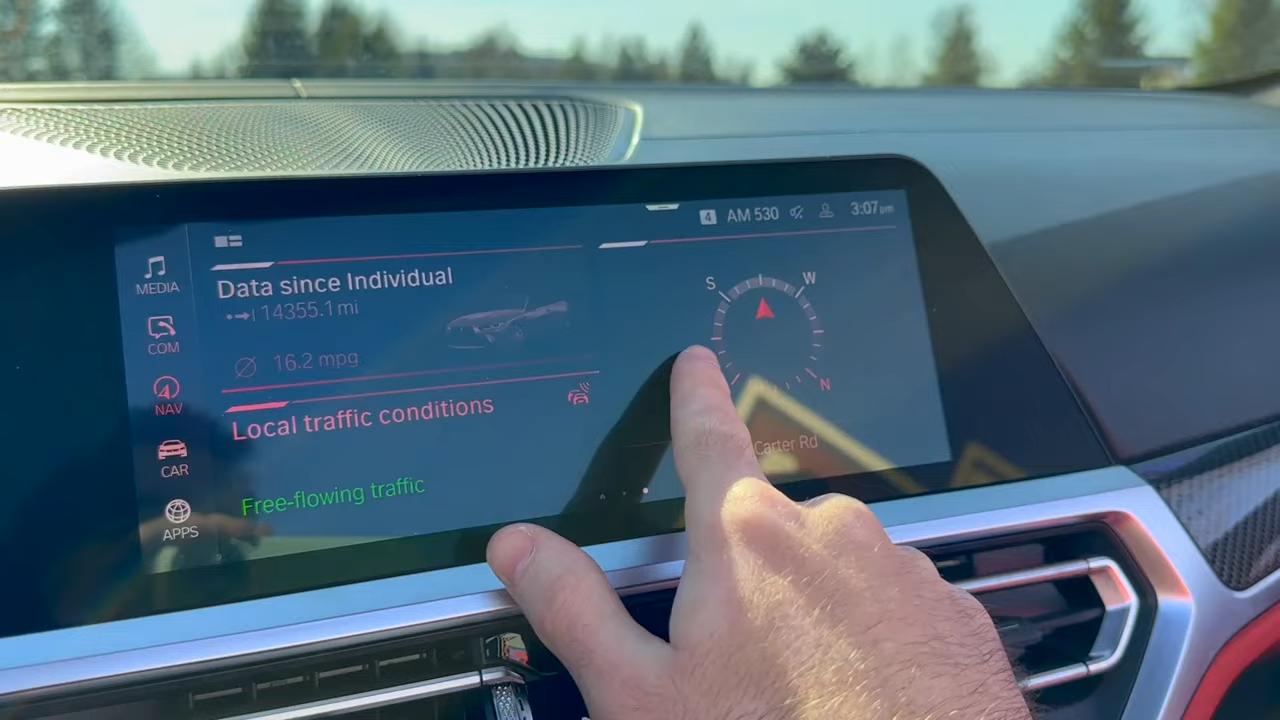 4 AM 530 3:07 pm
MEDIA
COM
NAV
CAR
APPS
Data since Individual
14355.1 mi
Ø 16.2 mpg
Local traffic conditions
Free-flowing traffic
S W
N
Carter Rd